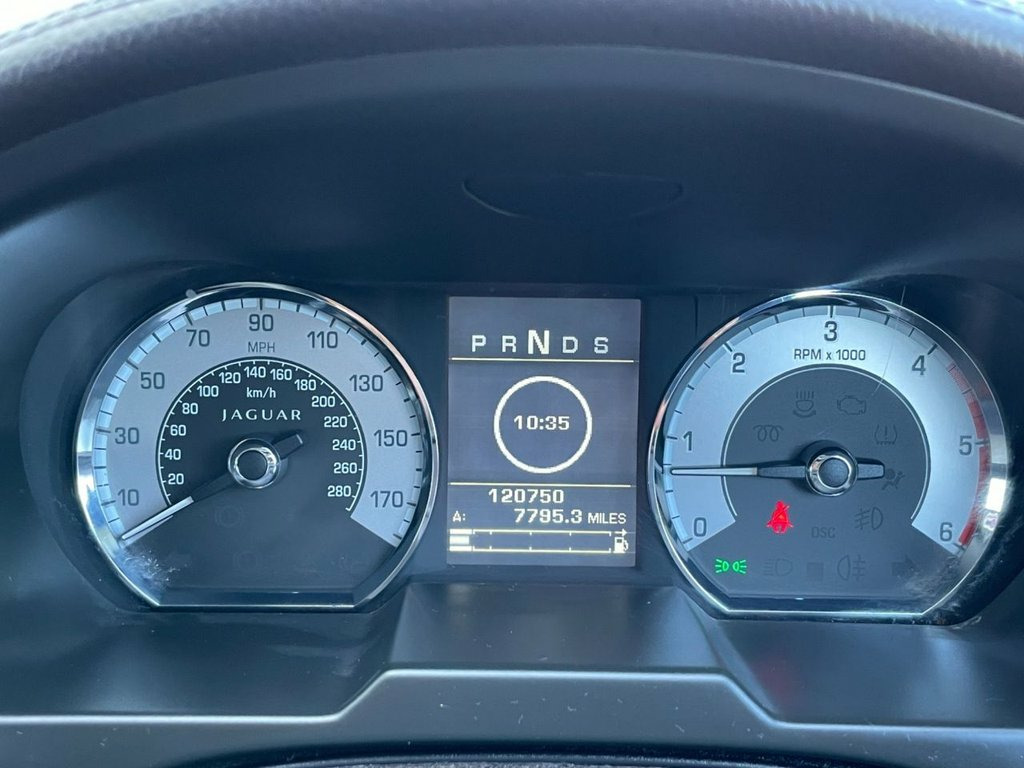 10 30 50 70 90 110 130 150 170
MPH
20 40 60 80 100 120 140 160 180 200 220 240 260 280
km/h
JAGUAR
P R N D S
10:35
120750
A: 7795.3 MILES
0 1 2 3 4 5 6
RPM x 1000
DSC